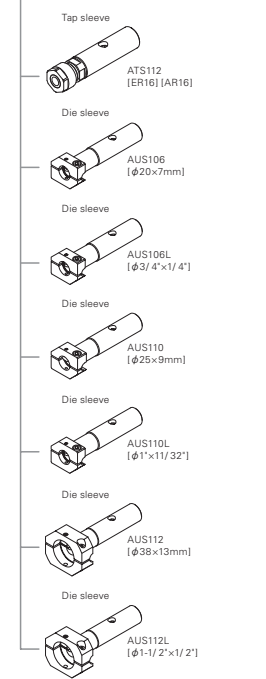 Tap sleeve
ATS112
[ER16] [AR16]
Die sleeve
AUS106
[ϕ20×7mm]
Die sleeve
AUS106L
[ϕ3/ 4"×1/ 4"]
Die sleeve
AUS110
[ϕ25×9mm]
Die sleeve
AUS110L
[ϕ1"×11/ 32"]
Die sleeve
AUS112
[ϕ38×13mm]
Die sleeve
AUS112L
[ϕ1-1/ 2"×1/ 2"]